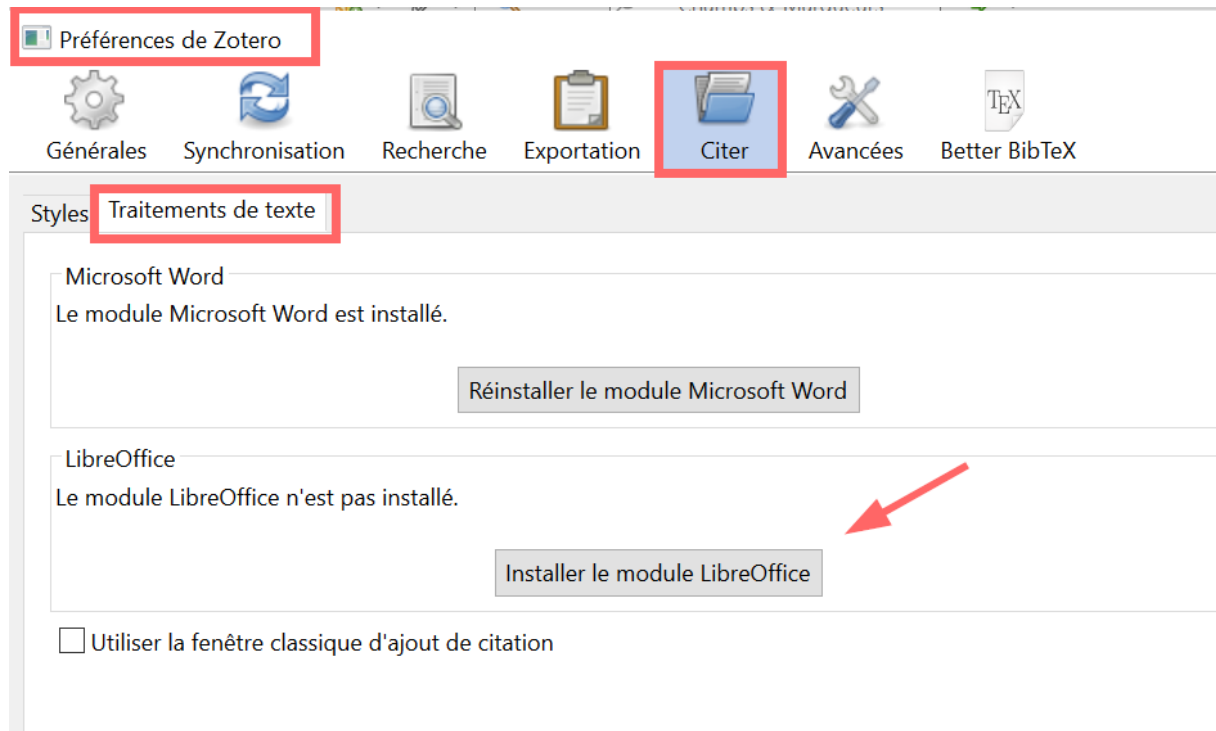 Préférences de Zotero
Générales Synchronisation Recherche Exportation Citer Avancées Better BibTeX
TEX
Styles Traitements de texte
Microsoft Word
Le module Microsoft Word est installé.
Réinstaller le module Microsoft Word
LibreOffice
Le module LibreOffice n'est pas installé.
Installer le module LibreOffice
Utiliser la fenêtre classique d'ajout de citation